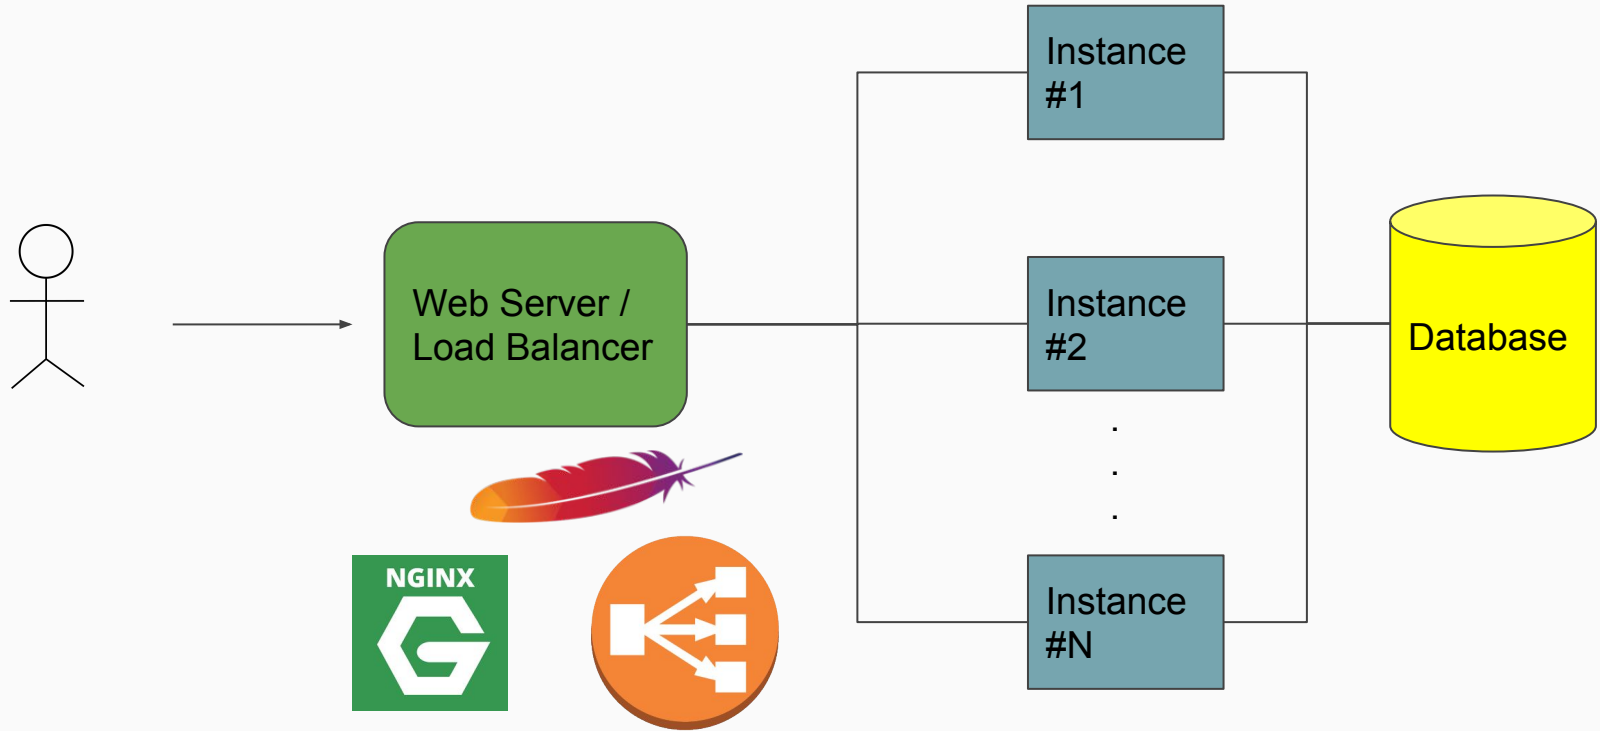 Instance
#1
Web Server /
Load Balancer
Instance
#2
Database
.
.
.
NGINX
G
Instance
#N